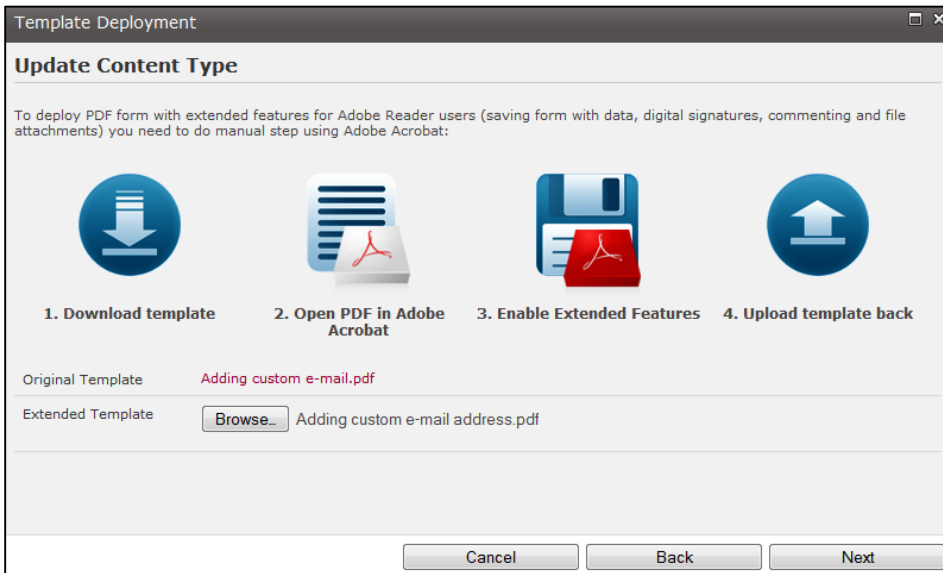 Template Deployment
Update Content Type
To deploy PDF form with extended features for Adobe Reader users (saving form with data, digital signatures, commenting and file
attachments) you need to do manual step using Adobe Acrobat:
1. Download template
2. Open PDF in Adobe
Acrobat
3. Enable Extended Features
4. Upload template back
Original Template
Adding custom e-mail.pdf
Extended Template
Browse...
Adding custom e-mail address.pdf
Cancel
Back
Next